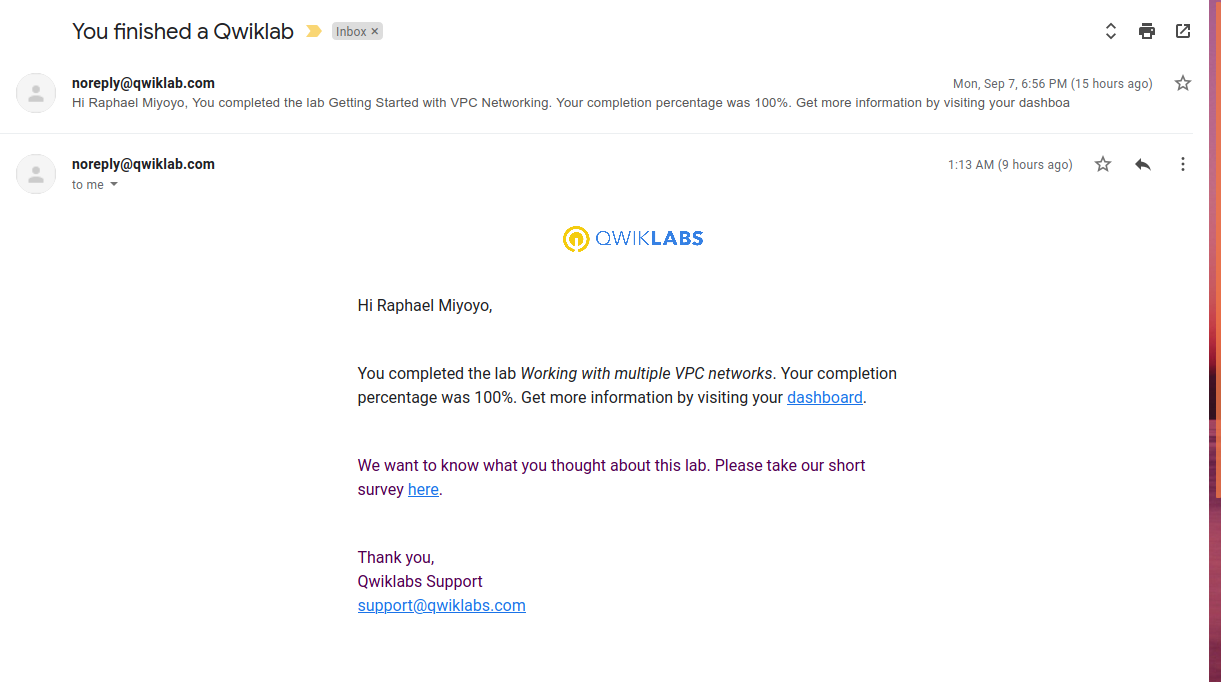 You finished a Qwiklab Inbox ×
noreply@qwiklab.com Mon, Sep 7, 6:56 PM (15 hours ago)
Hi Raphael Miyoyo, You completed the lab Getting Started with VPC Networking. Your completion percentage was 100%. Get more information by visiting your dashboa
noreply@qwiklab.com 1:13 AM (9 hours ago)
to me
QWIKLABS
Hi Raphael Miyoyo,
You completed the lab Working with multiple VPC networks. Your completion
percentage was 100%. Get more information by visiting your dashboard.
We want to know what you thought about this lab. Please take our short
survey here.
Thank you,
Qwiklabs Support
support@qwiklabs.com